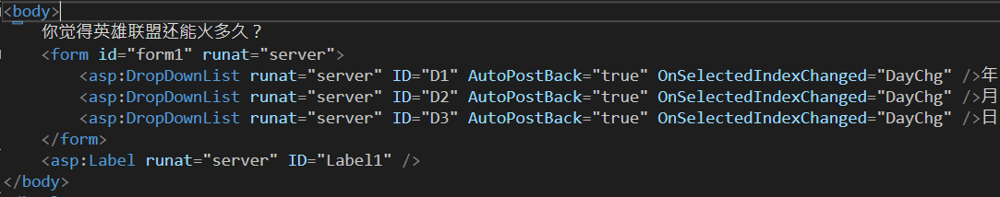 <body>
你觉得英雄联盟还能火多久？
<form id="form1" runat="server">
<asp:DropDownList runat="server" ID="D1" AutoPostBack="true" OnSelectedIndexChanged="DayChg" />年
<asp:DropDownList runat="server" ID="D2" AutoPostBack="true" OnSelectedIndexChanged="DayChg" />月
<asp:DropDownList runat="server" ID="D3" AutoPostBack="true" OnSelectedIndexChanged="DayChg" />日
</form>
<asp:Label runat="server" ID="Label1" />
</body>